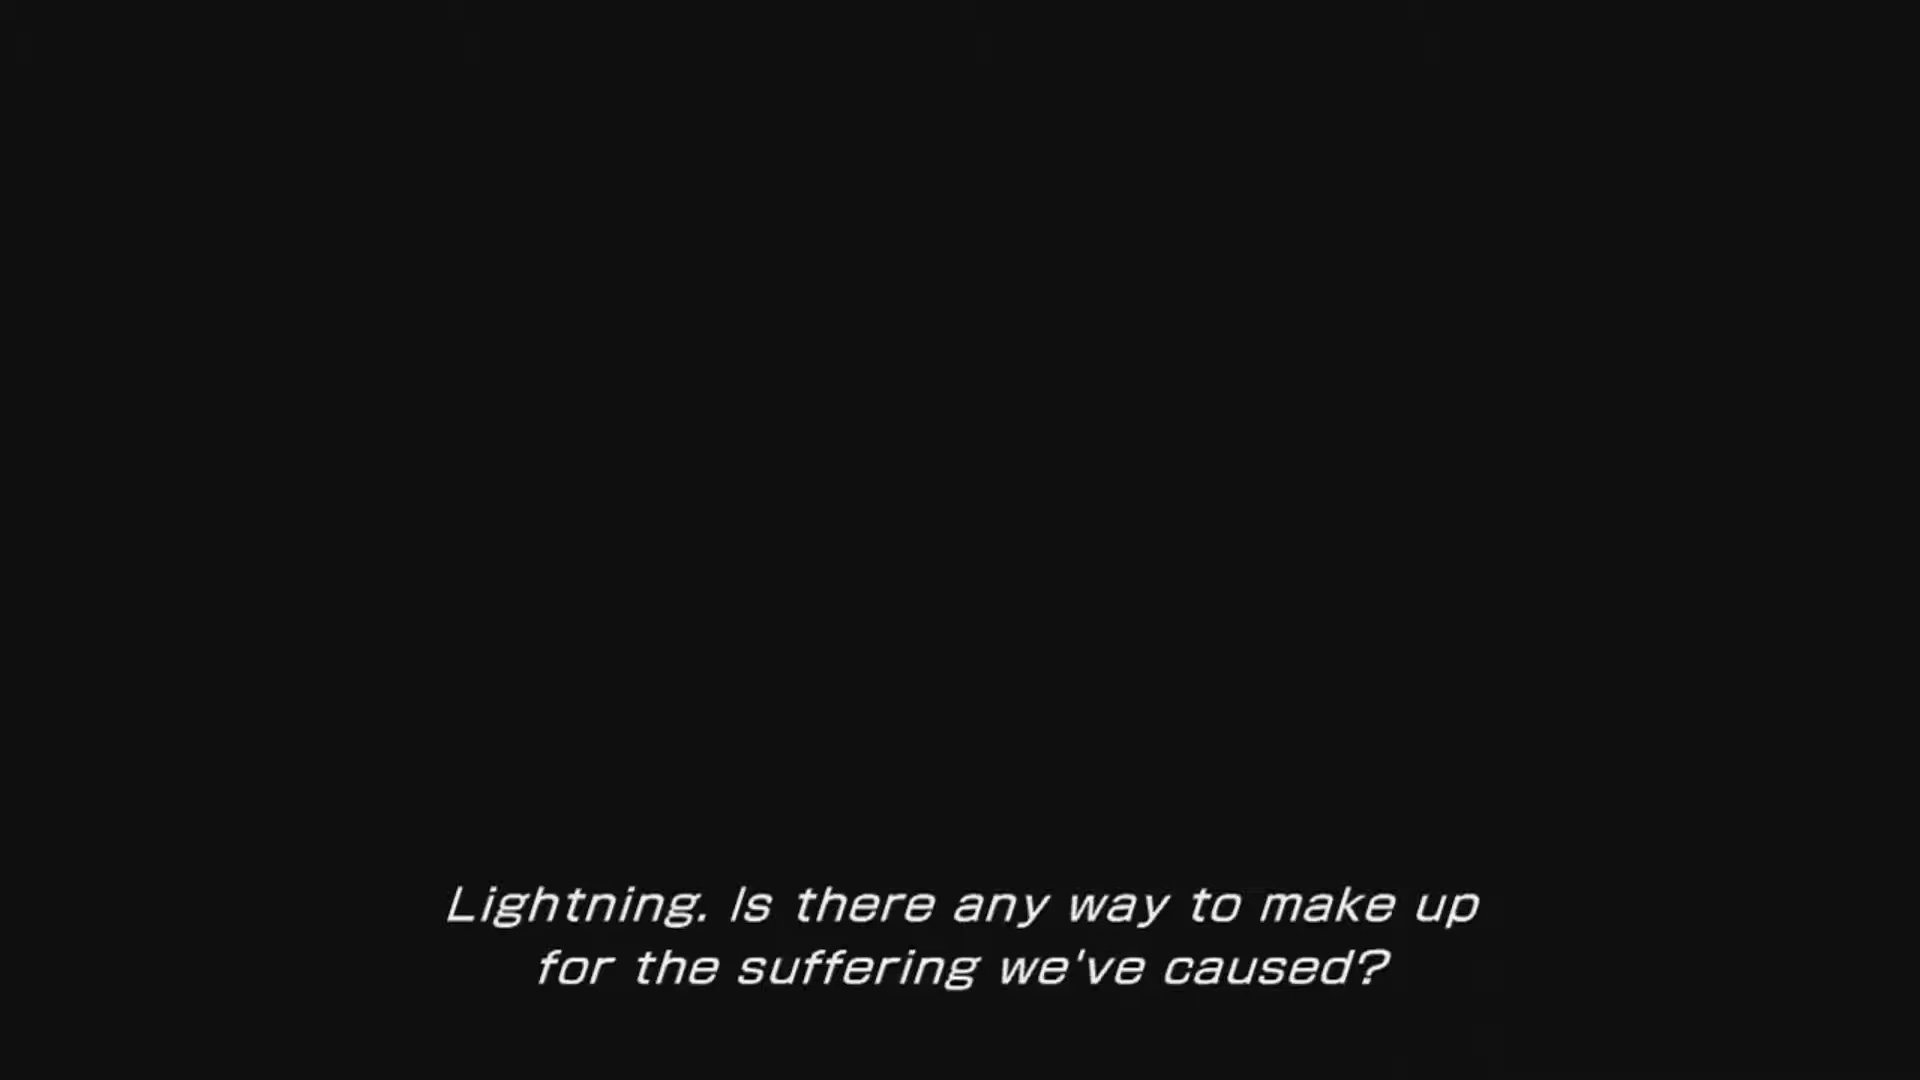 Lightning. Is there any way to make up
for the suffering we've caused?